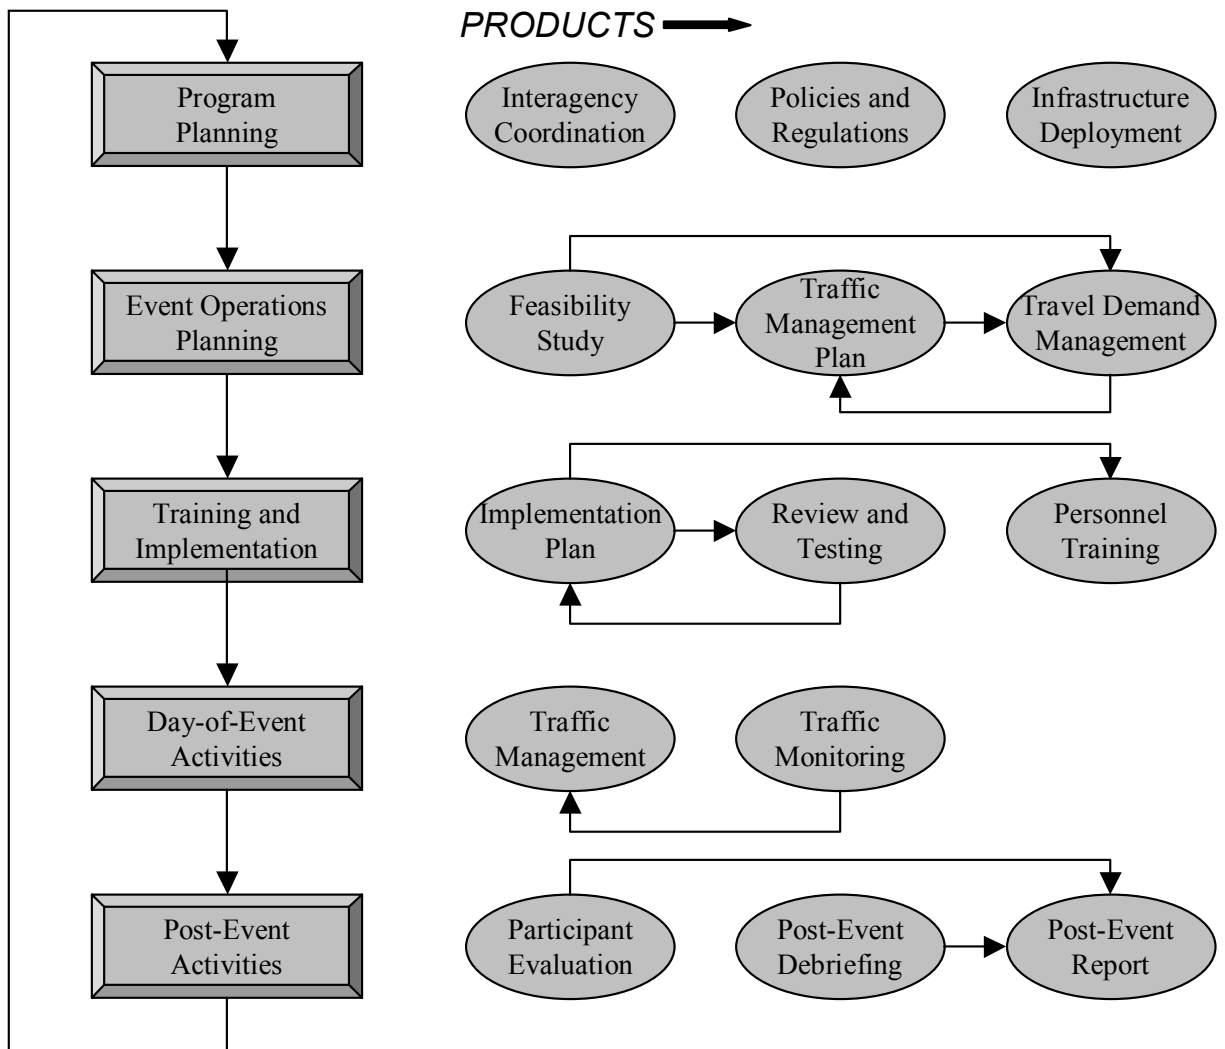 PRODUCTS
Program
Planning
Interagency
Coordination
Policies and
Regulations
Infrastructure
Deployment
Event Operations
Planning
Feasibility
Study
Traffic
Management
Plan
Travel Demand
Management
Training and
Implementation
Implementation
Plan
Review and
Testing
Personnel
Training
Day-of-Event
Activities
Traffic
Management
Traffic
Monitoring
Post-Event
Activities
Participant
Evaluation
Post-Event
Debriefing
Post-Event
Report